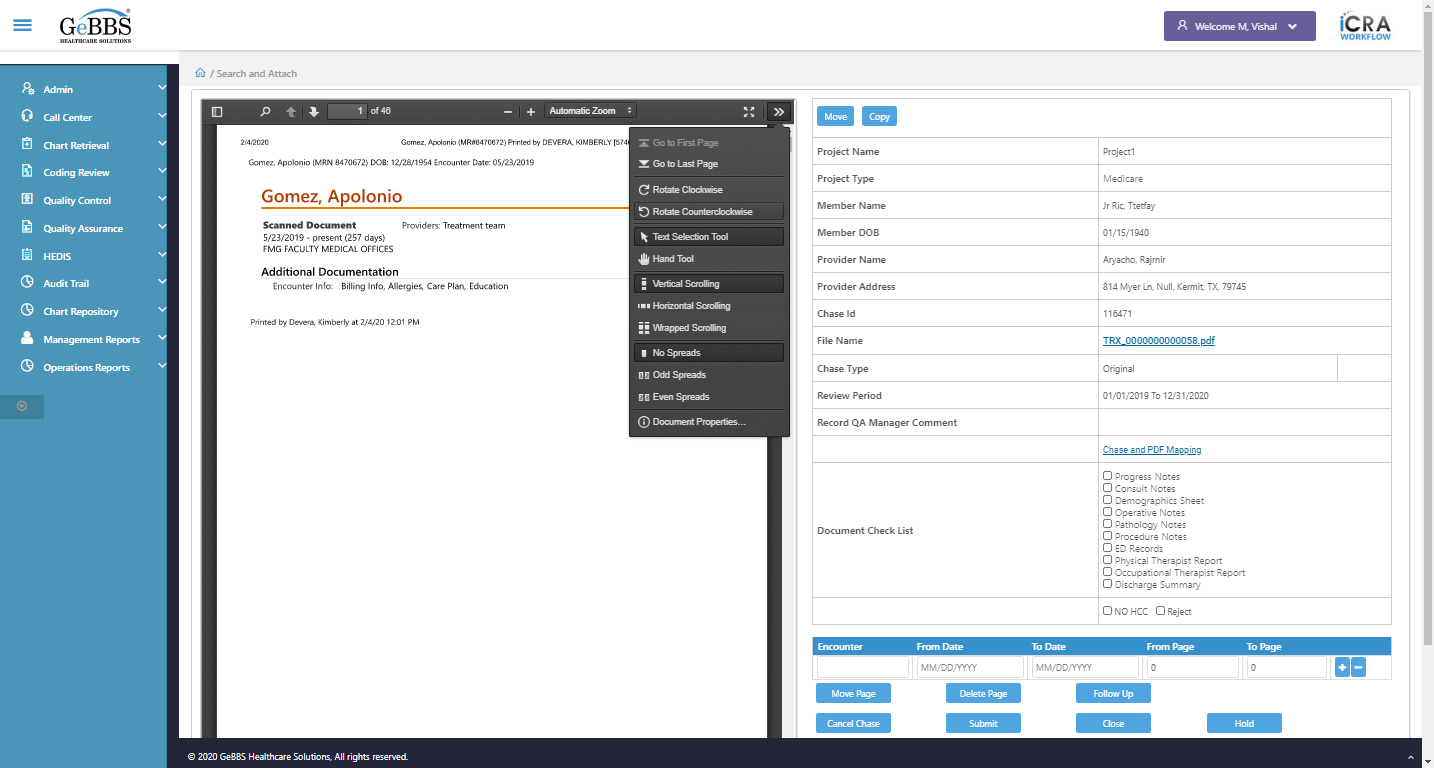 GeBBS
HEALTHCARE SOLUTIONS
Welcome M, Vishal
iCRA
WORKFLOW
Admin
Call Center
Chart Retrieval
Coding Review
Quality Control
Quality Assurance
HEDIS
Audit Trail
Chart Repository
Management Reports
Operations Reports
/ Search and Attach
1 of 46
Automatic Zoom
2/4/2020 Gomez, Apolonio (MR#8470672) Printed by DEVERA, KIMBERLY
Gomez, Apolonio (MRN 8470672) DOB: 12/28/1954 Encounter Date: 05/23/2019
Gomez, Apolonio
Scanned Document Providers: Treatment team
5/23/2019 - present (257 days)
FMG FACULTY MEDICAL OFFICES
Additional Documentation
Encounter Info: Billing Info, Allergies, Care Plan, Education
Printed by Devera, Kimberly at 2/4/20 12:01 PM
Go to First Page
Go to Last Page
Rotate Clockwise
Rotate Counterclockwise
Text Selection Tool
Hand Tool
Vertical Scrolling
Horizontal Scrolling
Wrapped Scrolling
No Spreads
Odd Spreads
Even Spreads
Document Properties...
Move Copy
Project Name Project1
Project Type Medicare
Member Name Jr Ric, Ttetfay
Member DOB 01/15/1940
Provider Name Aryacho, Rajrnir
Provider Address 814 Myer Ln, Null, Kermit, TX, 79745
Chase Id 116471
File Name TRX_0000000000058.pdf
Chase Type Original
Review Period 01/01/2019 To 12/31/2020
Record QA Manager Comment
Chase and PDF Mapping
Document Check List
Progress Notes
Consult Notes
Demographics Sheet
Operative Notes
Pathology Notes
Procedure Notes
ED Records
Physical Therapist Report
Occupational Therapist Report
Discharge Summary
NO HCC Reject
Encounter From Date To Date From Page To Page
MM/DD/YYYY MM/DD/YYYY 0 0
Move Page Delete Page Follow Up
Cancel Chase Submit Close Hold
© 2020 GeBBS Healthcare Solutions, All rights reserved.